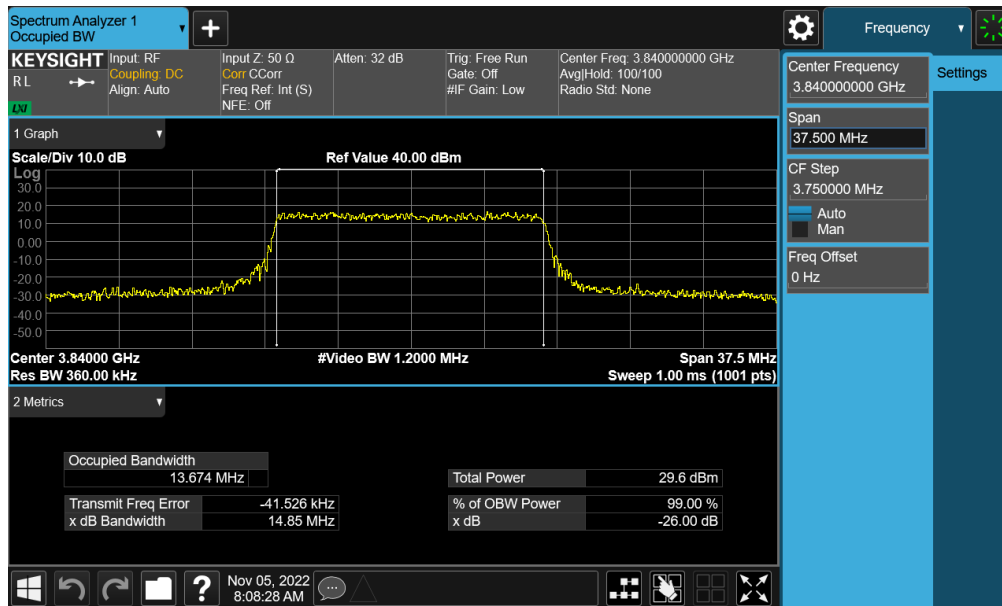 Spectrum Analyzer 1
Occupied BW
Frequency
KEYSIGHT
R L
LXI
Input: RF
Coupling: DC
Align: Auto
Input Z: 50 Ω
Corr CCorr
Freq Ref: Int (S)
NFE: Off
Atten: 32 dB
Trig: Free Run
Gate: Off
#IF Gain: Low
Center Freq: 3.840000000 GHz
Avg|Hold: 100/100
Radio Std: None
Center Frequency
3.840000000 GHz
Settings
Span
37.500 MHz
CF Step
3.750000 MHz
Auto
Man
Freq Offset
0 Hz
1 Graph
Scale/Div 10.0 dB
Ref Value 40.00 dBm
Log
30.0
20.0
10.0
0.00
-10.0
-20.0
-30.0
-40.0
-50.0
Center 3.84000 GHz
#Video BW 1.2000 MHz
Span 37.5 MHz
Res BW 360.00 kHz
Sweep 1.00 ms (1001 pts)
2 Metrics
Occupied Bandwidth
13.674 MHz
Total Power
29.6 dBm
Transmit Freq Error
-41.526 kHz
% of OBW Power
99.00 %
x dB Bandwidth
14.85 MHz
x dB
-26.00 dB
?
Nov 05, 2022
8:08:28 AM